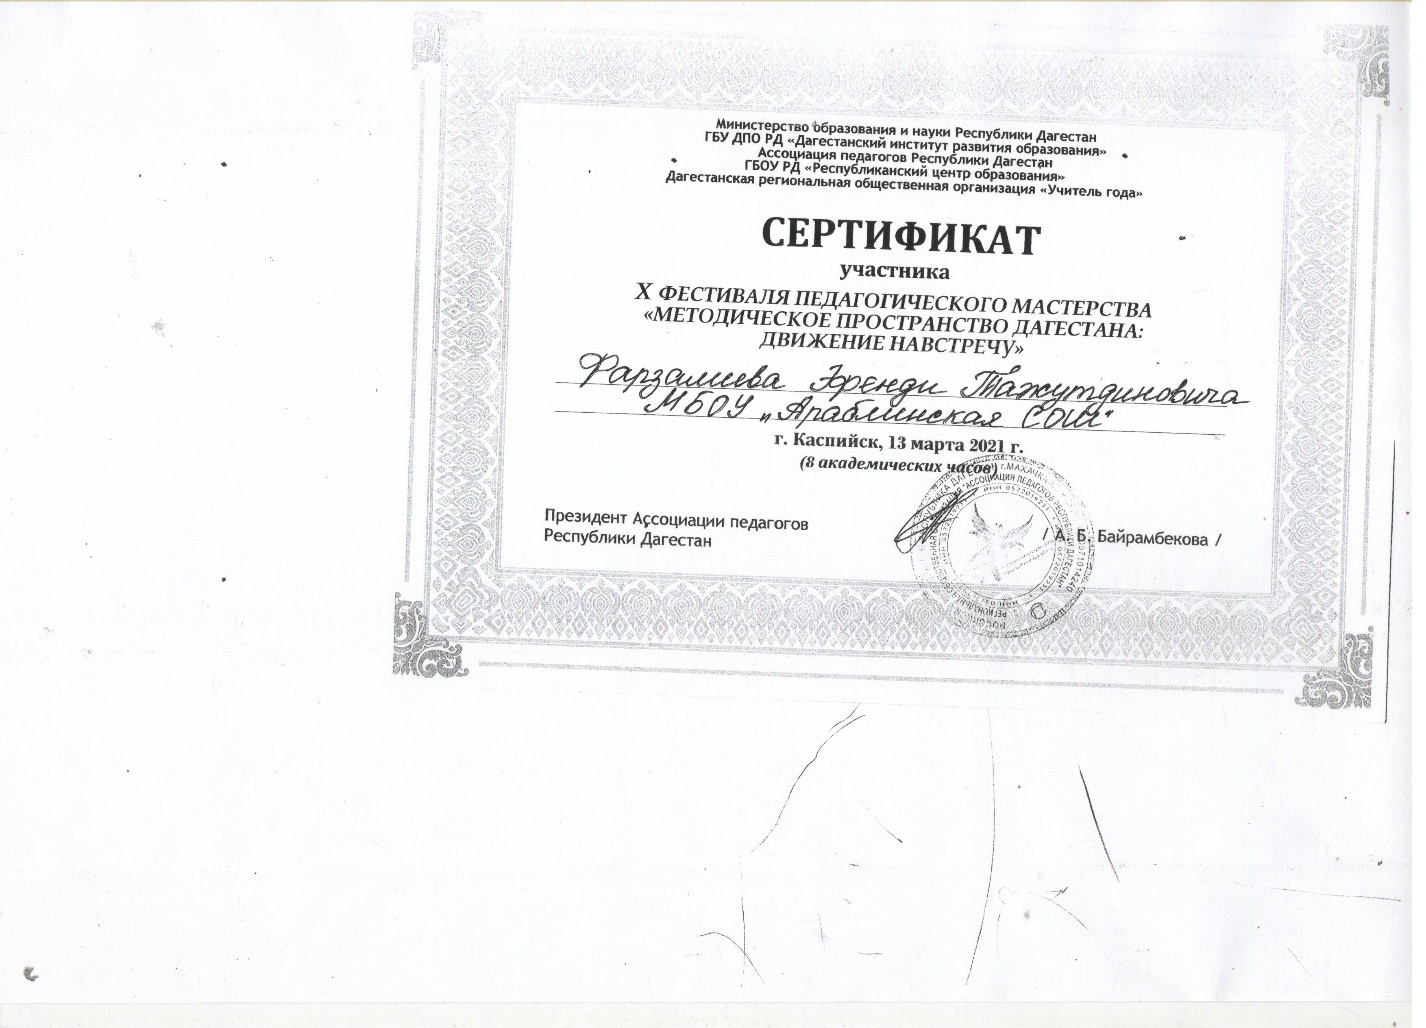 Министерство образования и науки Республики Дагестан
ГБУ ДПО РД «Дагестанский институт развития образования»
Ассоциация педагогов Республики Дагестан
ГБОУ РД «Республиканский центр образования»
Дагестанская региональная общественная организация «Учитель года»
СЕРТИФИКАТ
участника
X ФЕСТИВАЛЯ ПЕДАГОГИЧЕСКОГО МАСТЕРСТВА
«МЕТОДИЧЕСКОЕ ПРОСТРАНСТВО ДАГЕСТАНА:
ДВИЖЕНИЕ НАВСТРЕЧУ»
Фарзалиева Эфенди Тажутдиновича
МБОУ "Араблинская СОШ"
г. Каспийск, 13 марта 2021 г.
(8 академических часов)
Президент Ассоциации педагогов
Республики Дагестан
/ А. Б. Байрамбекова /